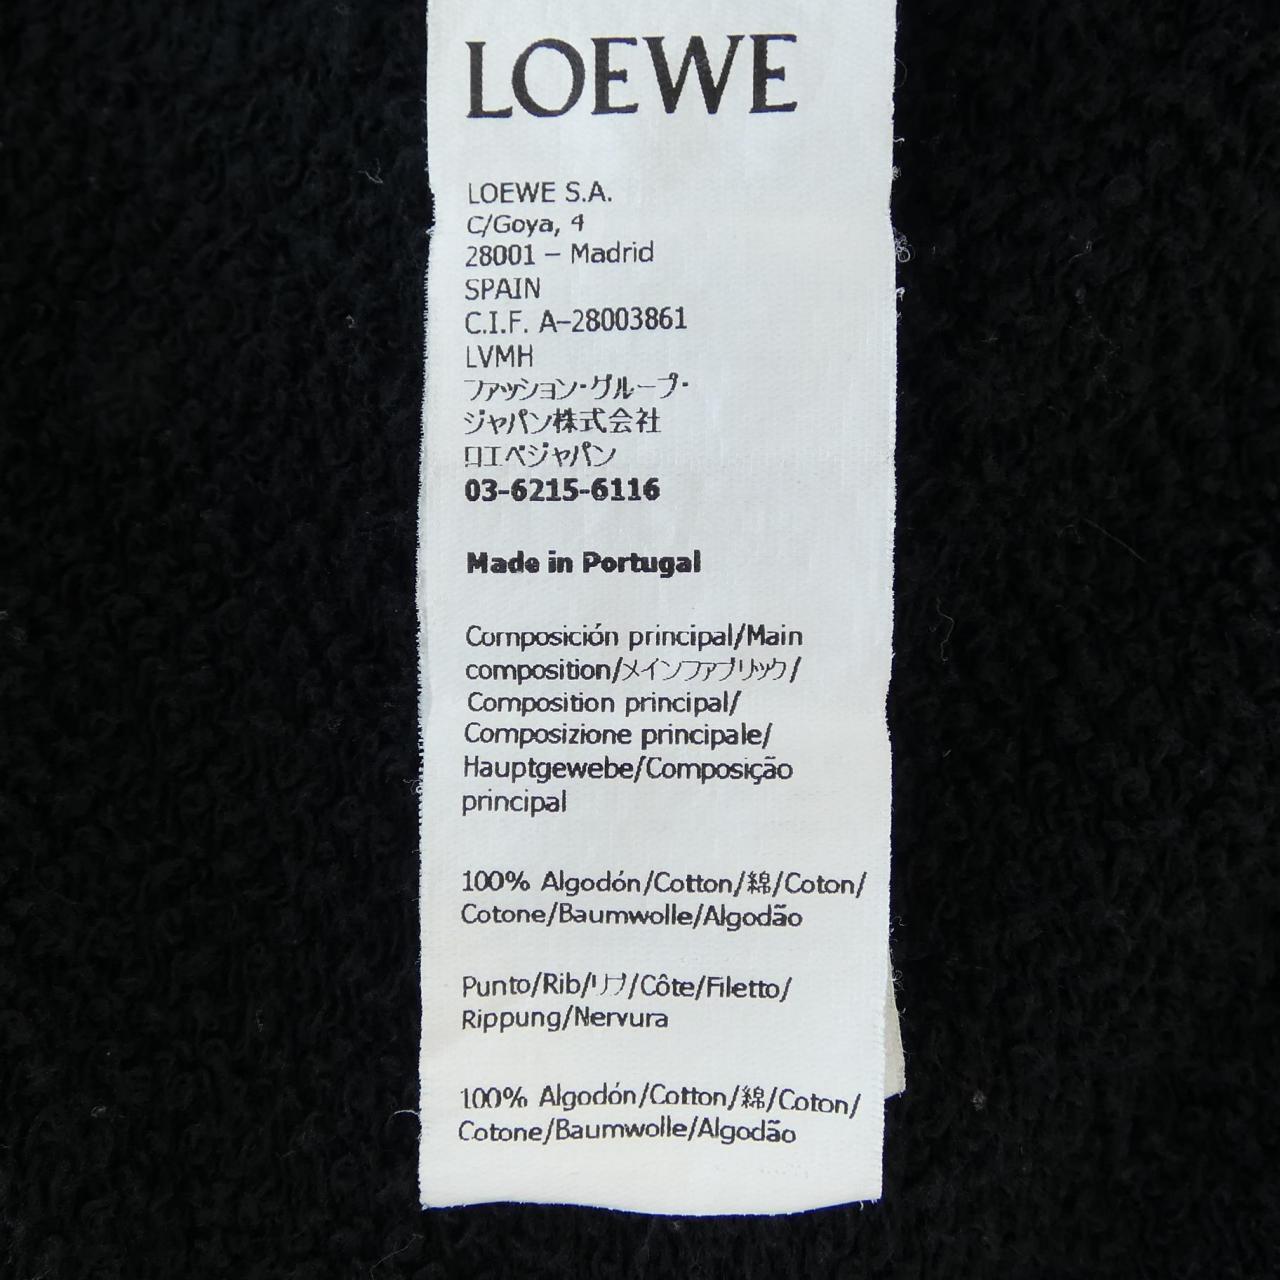 LOEWE
LOEWE S.A.
C/Goya, 4
28001 – Madrid
SPAIN
C.I.F. A-28003861
LVMH
ファッション・グループ・
ジャパン株式会社
ロエベジャパン
03-6215-6116
Made in Portugal
Composición principal/Main
composition/メインファブリック/
Composition principal/
Composizione principale/
Hauptgewebe/Composição
principal
100% Algodón/Cotton/綿/Coton/
Cotone/Baumwolle/Algodão
Punto/Rib/リブ/Côte/Filetto/
Rippung/Nervura
100% Algodón/Cotton/綿/Coton/
Cotone/Baumwolle/Algodão